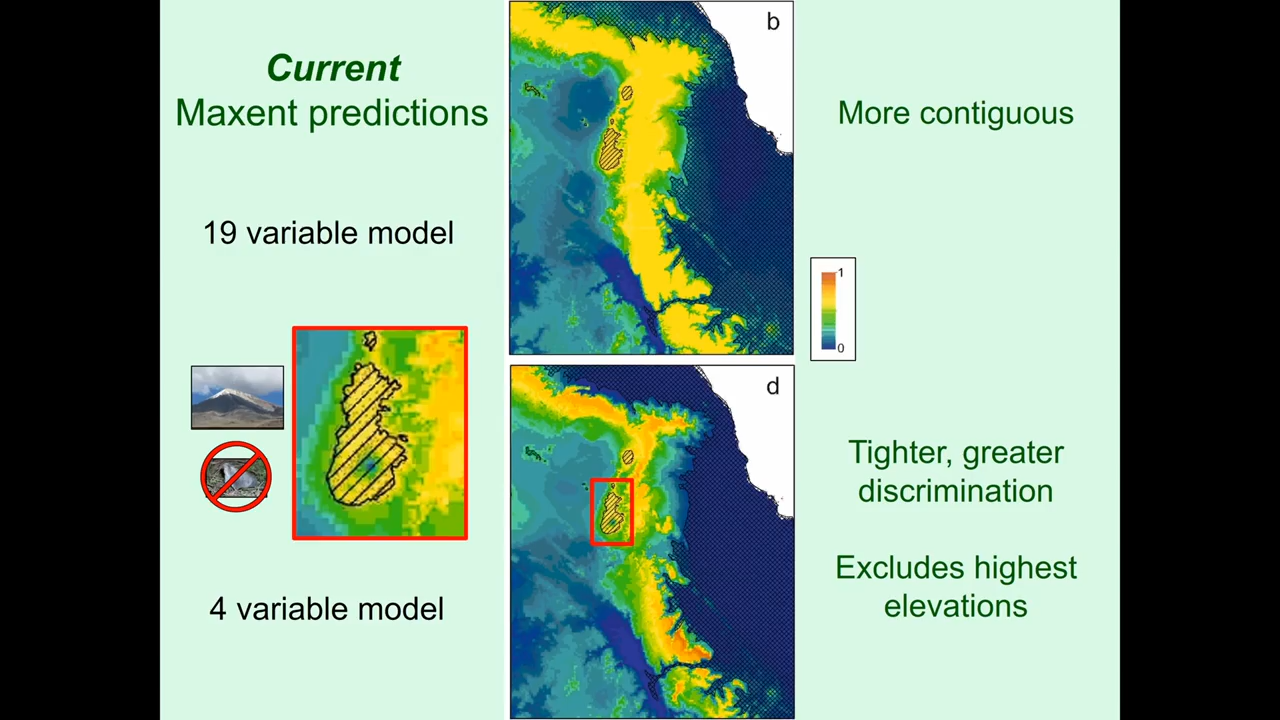 Current
Maxent predictions
19 variable model
4 variable model
b
d
More contiguous
1
0
Tighter, greater
discrimination
Excludes highest
elevations